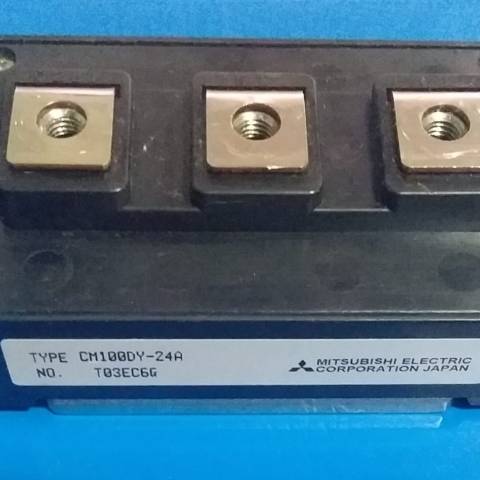 TYPE CM100DY-24A
NO. T03EC6G
MITSUBISHI ELECTRIC
CORPORATION JAPAN